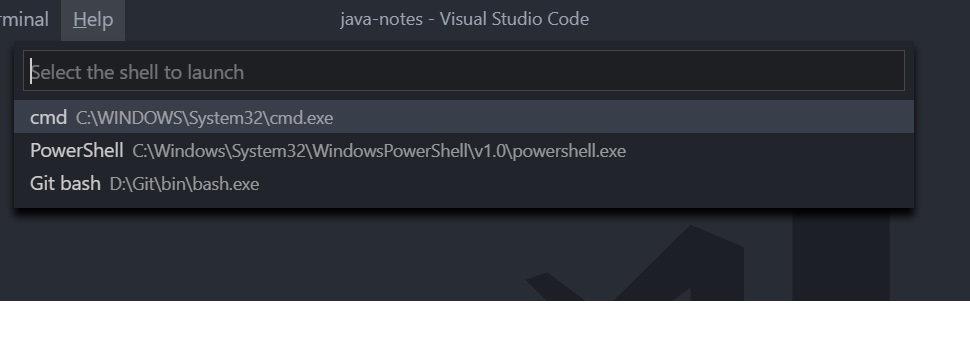 rminal Help java-notes - Visual Studio Code
Select the shell to launch
cmd C:\WINDOWS\System32\cmd.exe
PowerShell C:\Windows\System32\WindowsPowerShell\v1.0\powershell.exe
Git bash D:\Git\bin\bash.exe